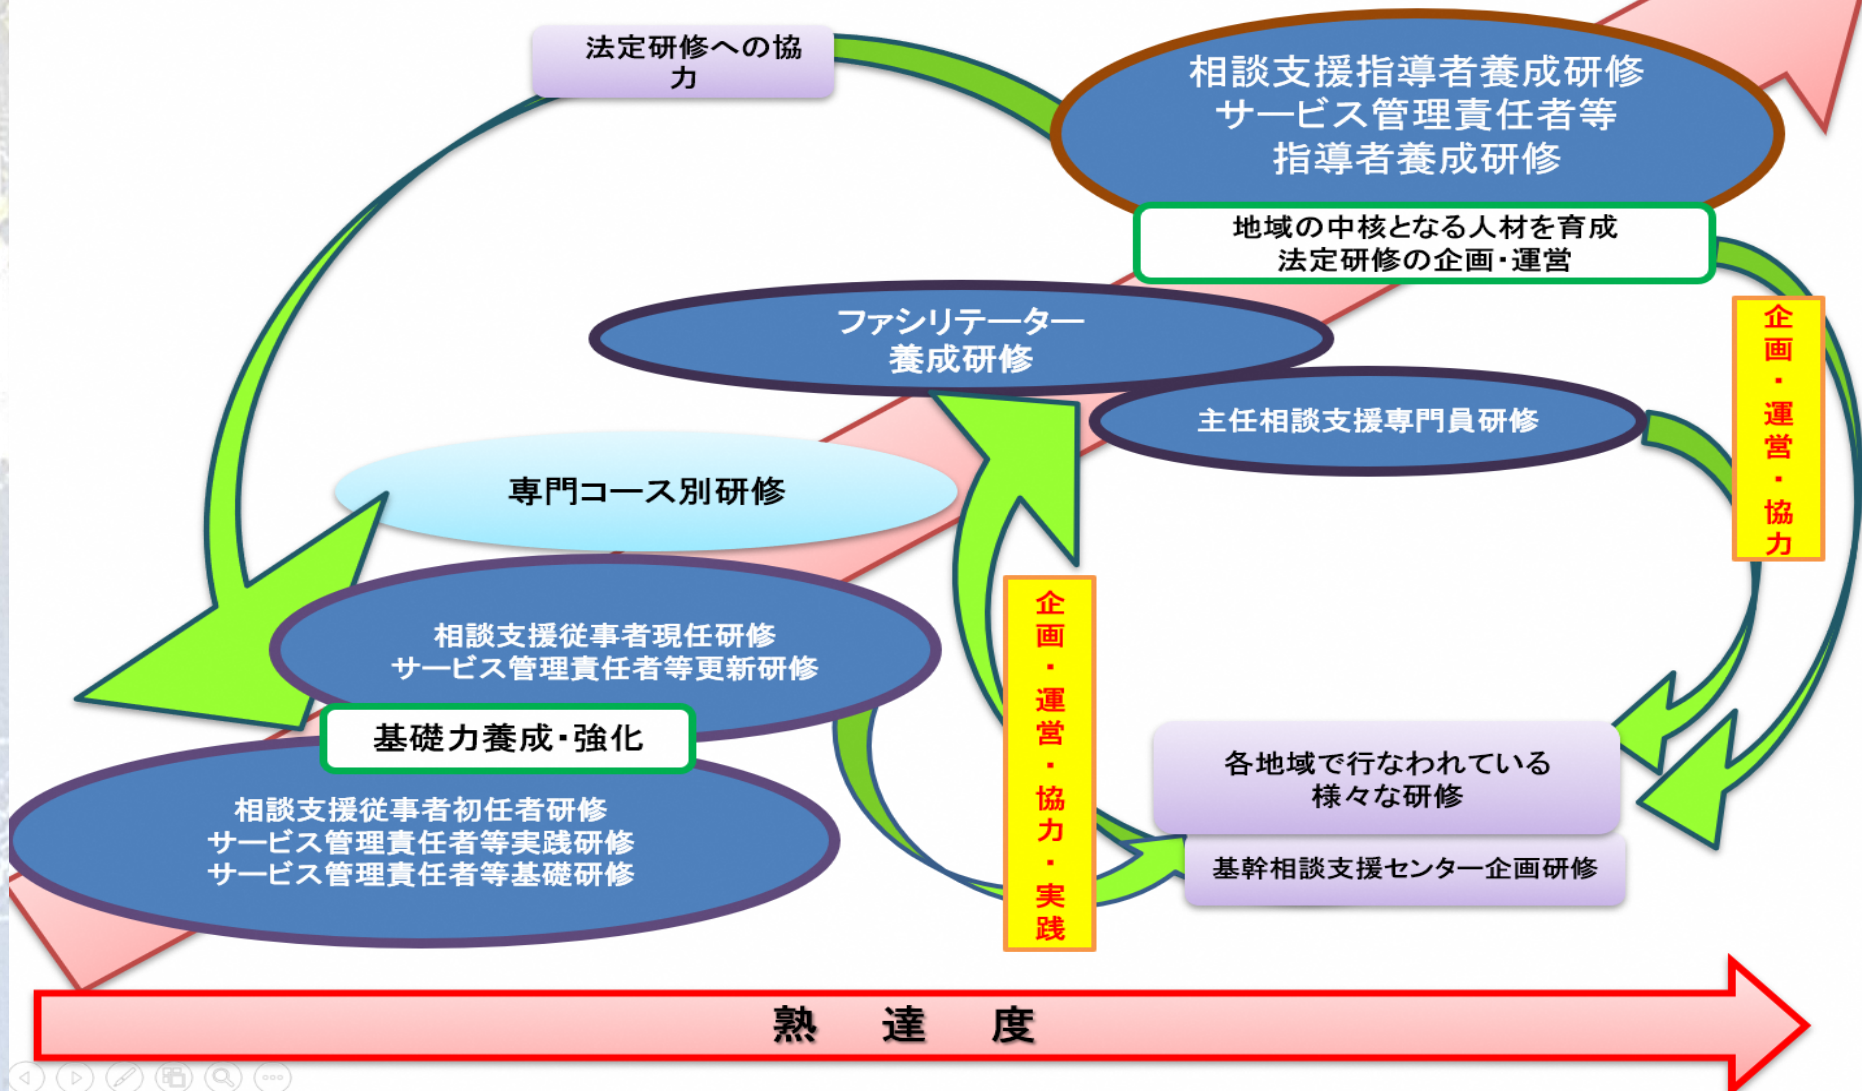 法定研修への協
力
相談支援指導者養成研修
サービス管理責任者等
指導者養成研修
地域の中核となる人材を育成
法定研修の企画・運営
ファシリテーター
養成研修
主任相談支援専門員研修
企画・運営・協力
専門コース別研修
相談支援従事者現任研修
サービス管理責任者等更新研修
基礎力養成・強化
相談支援従事者初任者研修
サービス管理責任者等実践研修
サービス管理責任者等基礎研修
企画・運営・協力・実践
各地域で行なわれている
様々な研修
基幹相談支援センター企画研修
熟 達 度